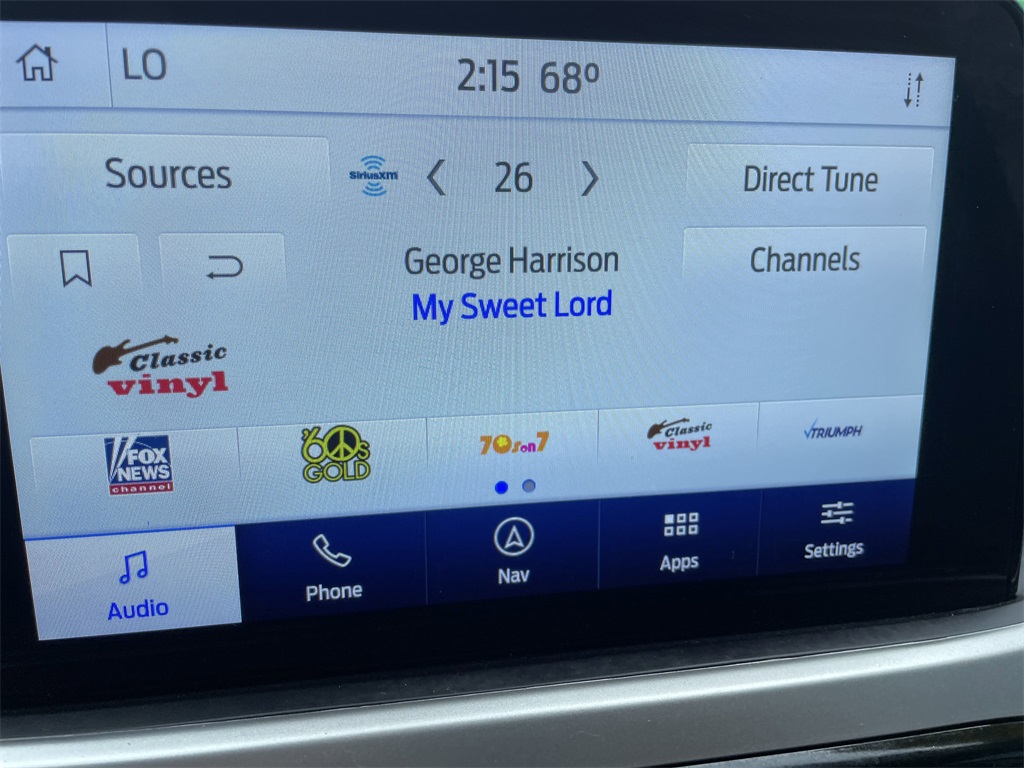 LO
2:15 68º
Sources
SiriusXM
26
Direct Tune
George Harrison
Channels
My Sweet Lord
Classic
vinyl
FOX
NEWS
channel
'60s
GOLD
70s on 7
Classic
vinyl
TRIUMPH
Audio
Phone
Nav
Apps
Settings